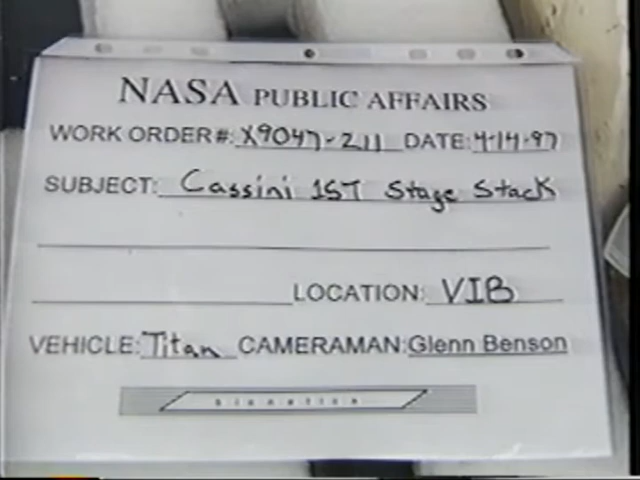 NASA PUBLIC AFFAIRS
WORK ORDER#: X9047-211 DATE: 4-14-97
SUBJECT: Cassini 1ST Stage Stack
LOCATION: VIB
VEHICLE: Titan CAMERAMAN: Glenn Benson